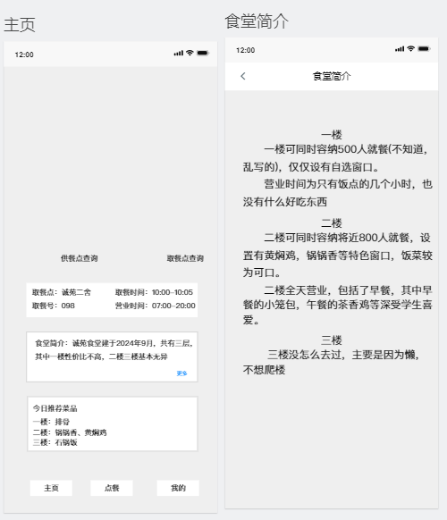 主页
12:00
供餐点查询
取餐点查询
取餐点：诚苑二舍
取餐时间：10:00-10:05
取餐号：098
营业时间：07:00-20:00
食堂简介：诚苑食堂建于2024年9月，共有三层，
其中一楼性价比不高，二楼三楼基本无异
更多
今日推荐菜品
一楼：排骨
二楼：锅锅香、黄焖鸡
三楼：石锅饭
主页
点餐
我的
食堂简介
12:00
食堂简介
一楼
一楼可同时容纳500人就餐(不知道，
乱写的)，仅仅设有自选窗口。
营业时间为只有饭点的几个小时，也
没有什么好吃东西
二楼
二楼可同时容纳将近800人就餐，设
置有黄焖鸡，锅锅香等特色窗口，饭菜较
为可口。
二楼全天营业，包括了早餐，其中早
餐的小笼包，午餐的茶香鸡等深受学生喜
爱。
三楼
三楼没怎么去过，主要是因为懒，
不想爬楼